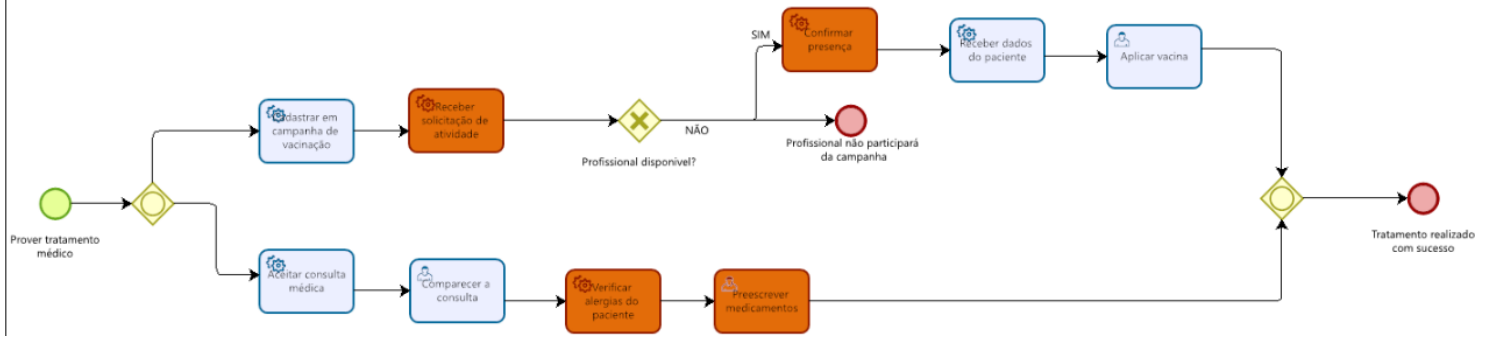 SIM
Confirmar
presença
Receber dados
do paciente
Aplicar vacina
Cadastrar em
campanha de
vacinação
Receber
solicitação de
atividade
NÃO
Profissional disponivel?
Profissional não participará
da campanha
Prover tratamento
médico
Aceitar consulta
médica
Comparecer a
consulta
Verificar
alergias do
paciente
Preescrever
medicamentos
Tratamento realizado
com sucesso